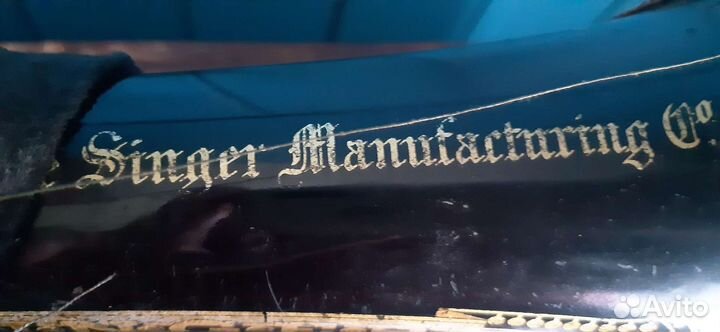 Singer Manufacturing Co.
Avito